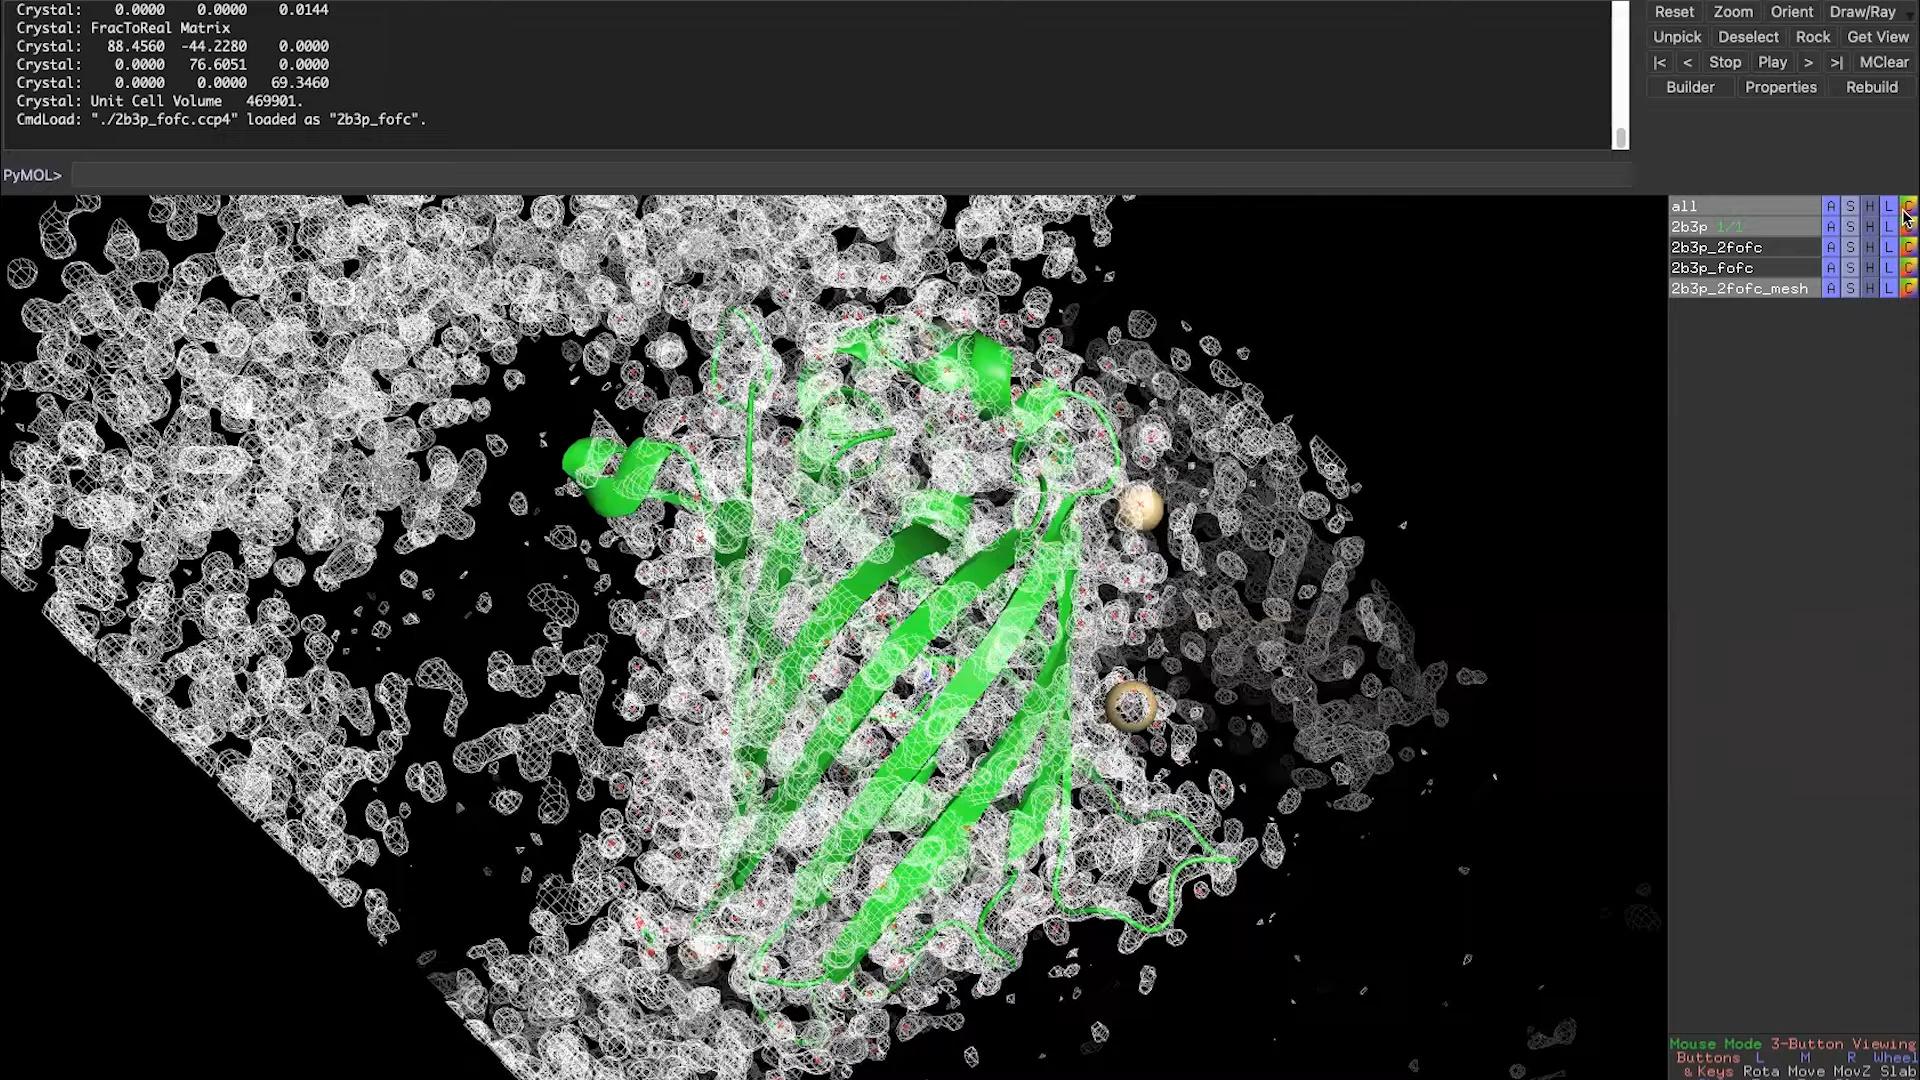 Crystal:    0.0000    0.0000    0.0144
Crystal: FracToReal Matrix
Crystal:   88.4560  -44.2280    0.0000
Crystal:    0.0000   76.6051    0.0000
Crystal:    0.0000    0.0000   69.3460
Crystal: Unit Cell Volume   469901.
CmdLoad: "./2b3p_fofc.ccp4" loaded as "2b3p_fofc".
PyMOL>
Reset Zoom Orient Draw/Ray
Unpick Deselect Rock Get View
|< < Stop Play > >| MClear
Builder Properties Rebuild
all A S H L C
2b3p 1/1 A S H L
2b3p_2fofc A S H L C
2b3p_fofc A S H L C
2b3p_2fofc_mesh A S H L C
Mouse Mode 3-Button Viewing
Buttons L M R Wheel
& Keys Rota Move MovZ Slab